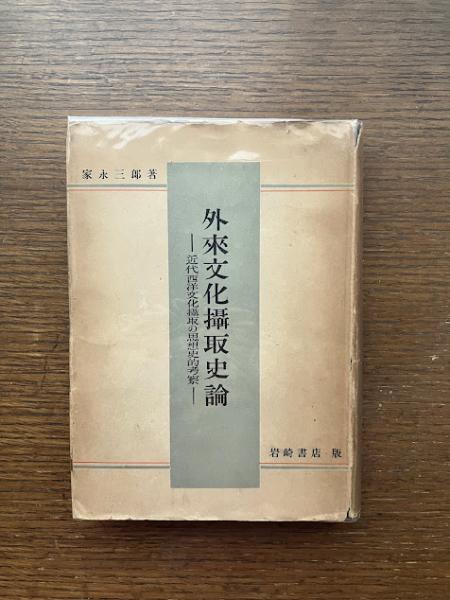 家永三郎著
外來文化攝取史論
―近代西洋文化攝取の思想史的考察―
岩崎書店・版